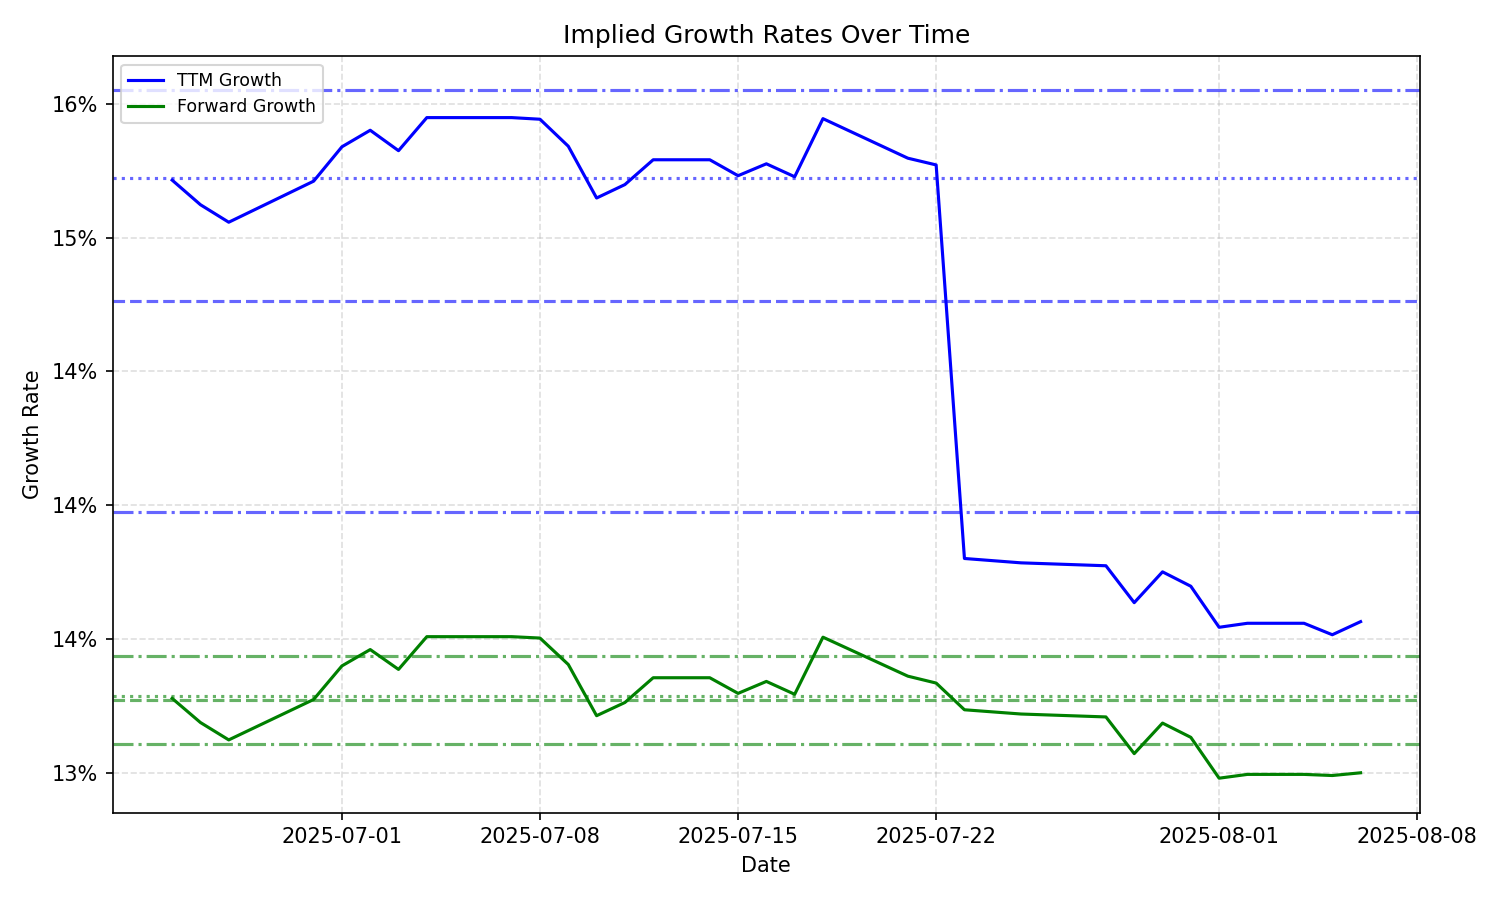 Implied Growth Rates Over Time
TTM Growth
Forward Growth
16%
15%
14%
14%
14%
13%
Growth Rate
2025-07-01
2025-07-08
2025-07-15
2025-07-22
2025-08-01
2025-08-08
Date